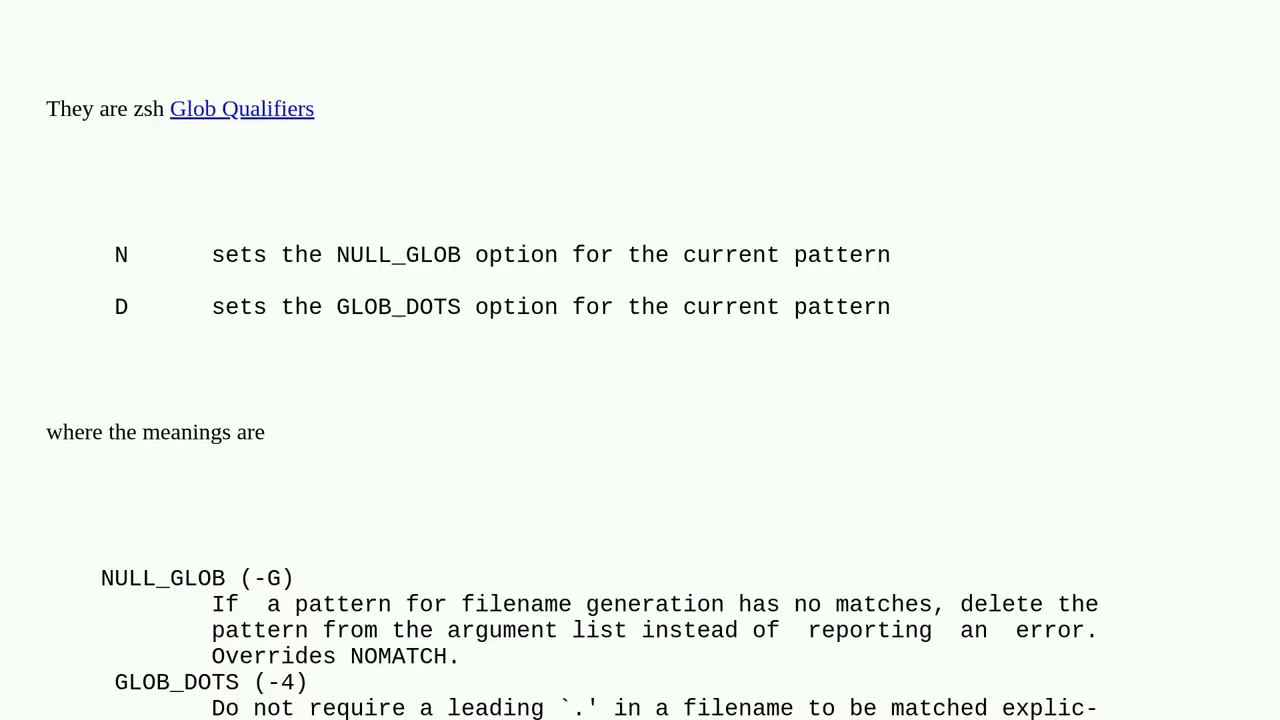 They are zsh Glob Qualifiers
N      sets the NULL_GLOB option for the current pattern
D      sets the GLOB_DOTS option for the current pattern
where the meanings are
NULL_GLOB (-G)
If  a pattern for filename generation has no matches, delete the
pattern from the argument list instead of  reporting  an  error.
Overrides NOMATCH.
GLOB_DOTS (-4)
Do not require a leading `.' in a filename to be matched explic-